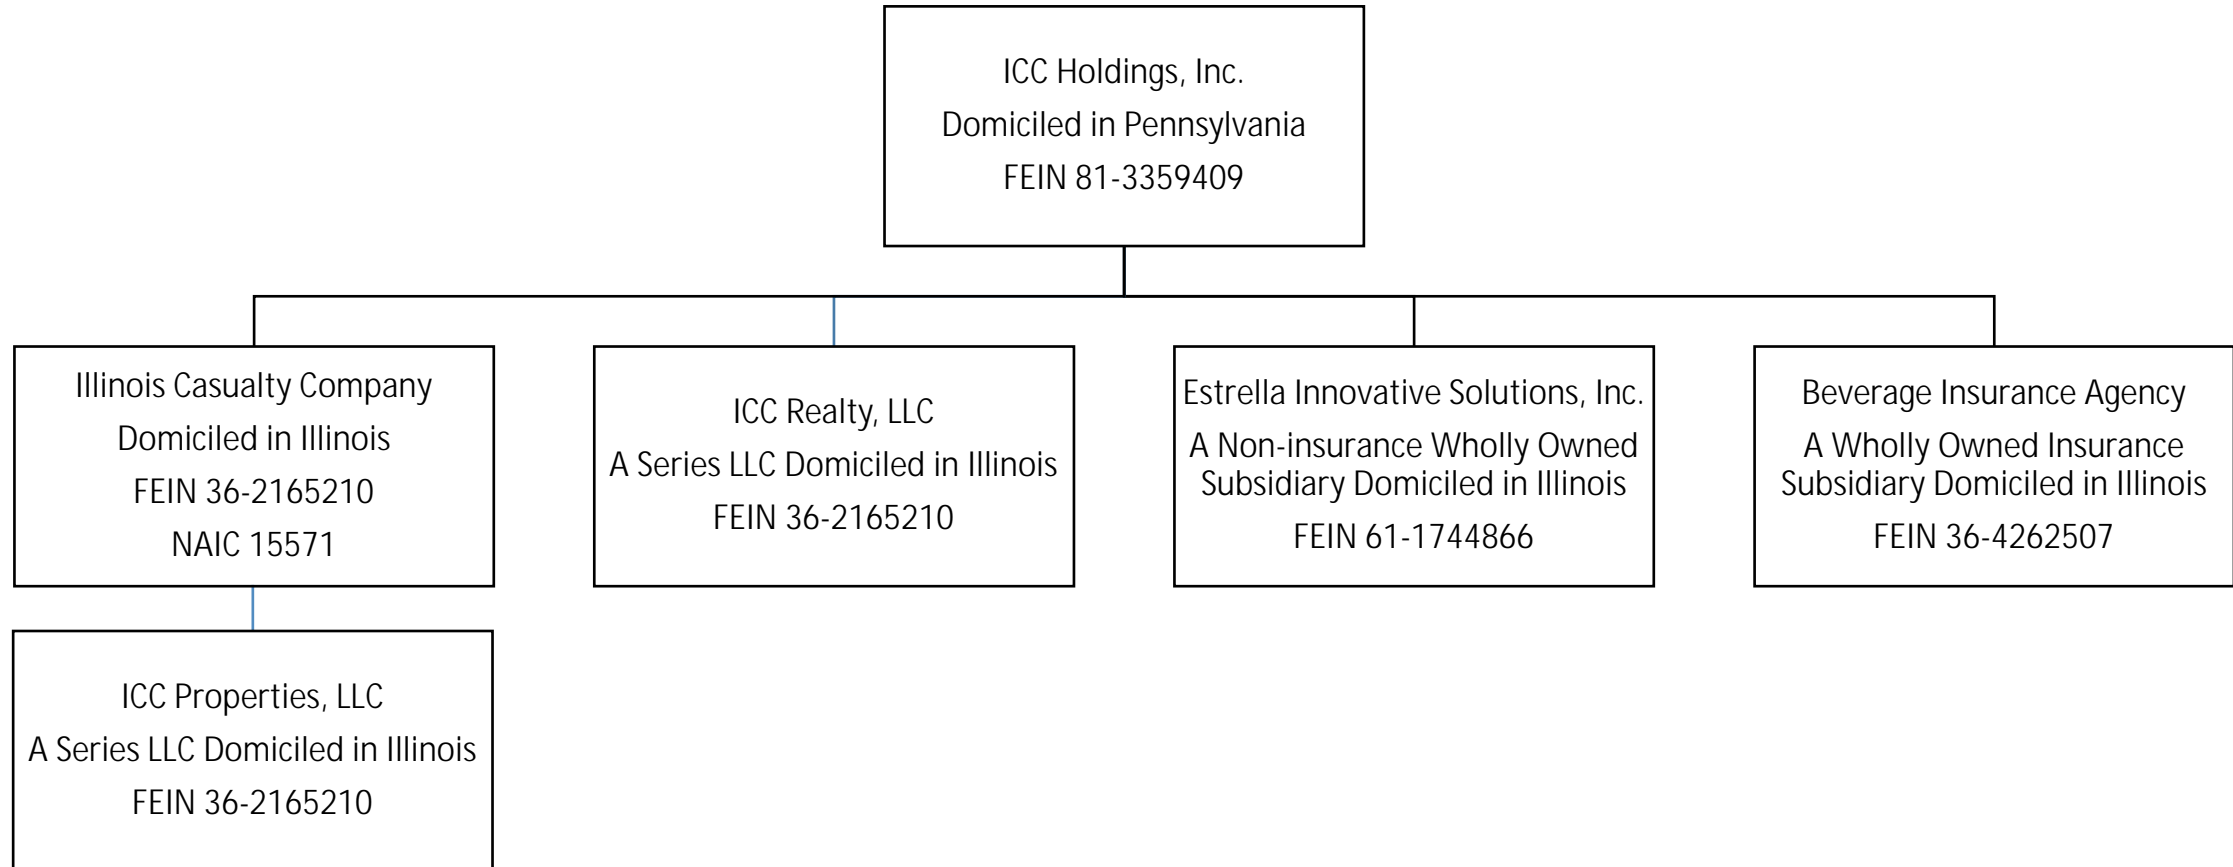 ICC Holdings, Inc.
Domiciled in Pennsylvania
FEIN 81-3359409
Illinois Casualty Company
Domiciled in Illinois
FEIN 36-2165210
NAIC 15571
ICC Realty, LLC
A Series LLC Domiciled in Illinois
FEIN 36-2165210
Estrella Innovative Solutions, Inc.
A Non-insurance Wholly Owned
Subsidiary Domiciled in Illinois
FEIN 61-1744866
Beverage Insurance Agency
A Wholly Owned Insurance
Subsidiary Domiciled in Illinois
FEIN 36-4262507
ICC Properties, LLC
A Series LLC Domiciled in Illinois
FEIN 36-2165210